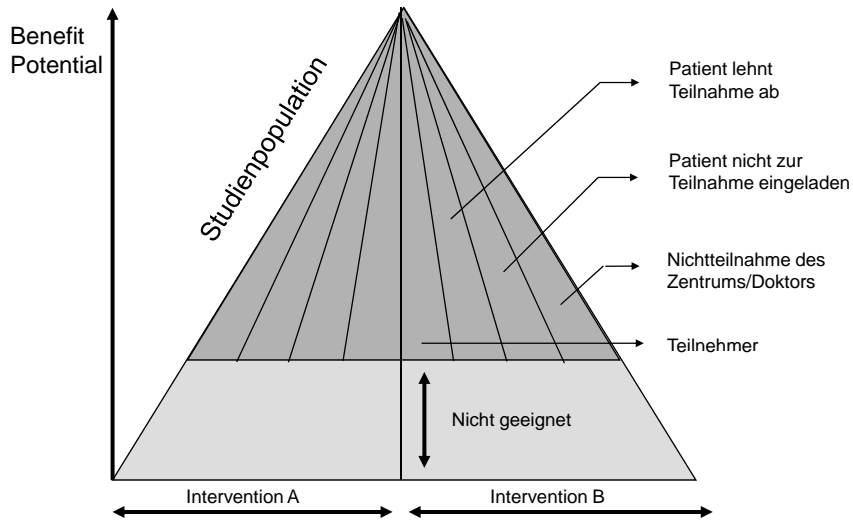 Benefit
Potential
Studienpopulation
Patient lehnt
Teilnahme ab
Patient nicht zur
Teilnahme eingeladen
Nichtteilnahme des
Zentrums/Doktors
Teilnehmer
Nicht geeignet
Intervention A
Intervention B